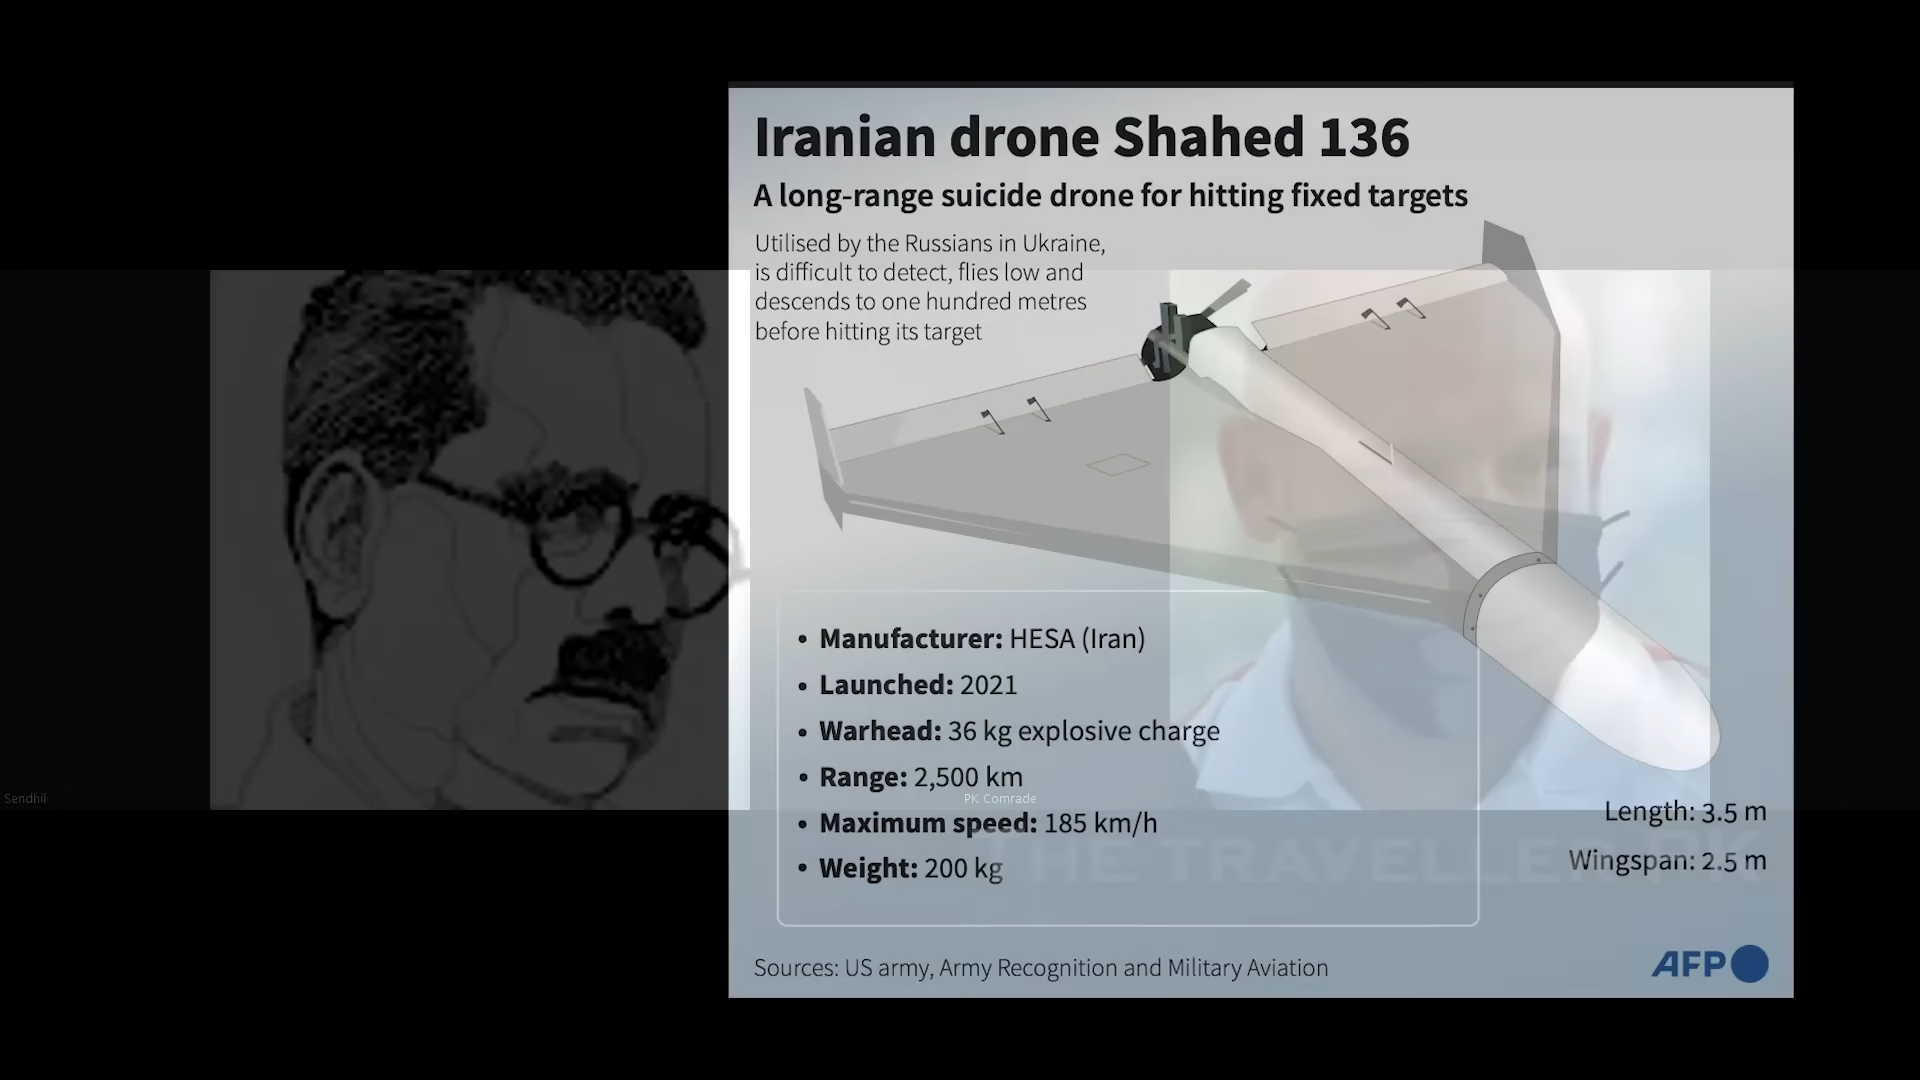 Iranian drone Shahed 136
A long-range suicide drone for hitting fixed targets
Utilised by the Russians in Ukraine,
is difficult to detect, flies low and
descends to one hundred metres
before hitting its target
• Manufacturer: HESA (Iran)
• Launched: 2021
• Warhead: 36 kg explosive charge
• Range: 2,500 km
• Maximum speed: 185 km/h
• Weight: 200 kg
Length: 3.5 m
Wingspan: 2.5 m
Sources: US army, Army Recognition and Military Aviation
AFP
Sendhil
PK Comrade
THE TRAVELLER PK